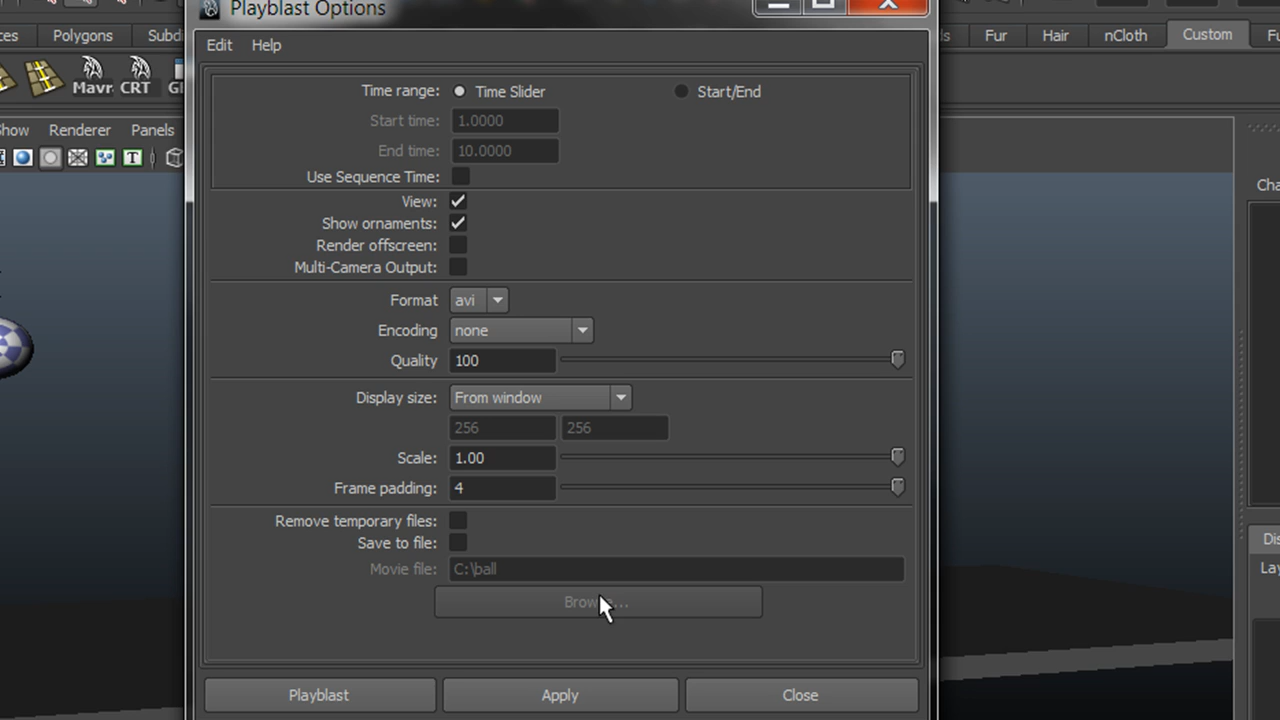 Playblast Options
Polygons
Fur Hair nCloth Custom
Edit Help
Mavr CRT
Time range: Time Slider Start/End
Start time: 1.0000
Show Renderer Panels
End time: 10.0000
T
Use Sequence Time:
View:
Show ornaments:
Render offscreen:
Multi-Camera Output:
Format avi
Encoding none
Quality 100
Display size: From window
256 256
Scale: 1.00
Frame padding: 4
Remove temporary files:
Save to file:
Movie file: C:\ball
Playblast Apply Close